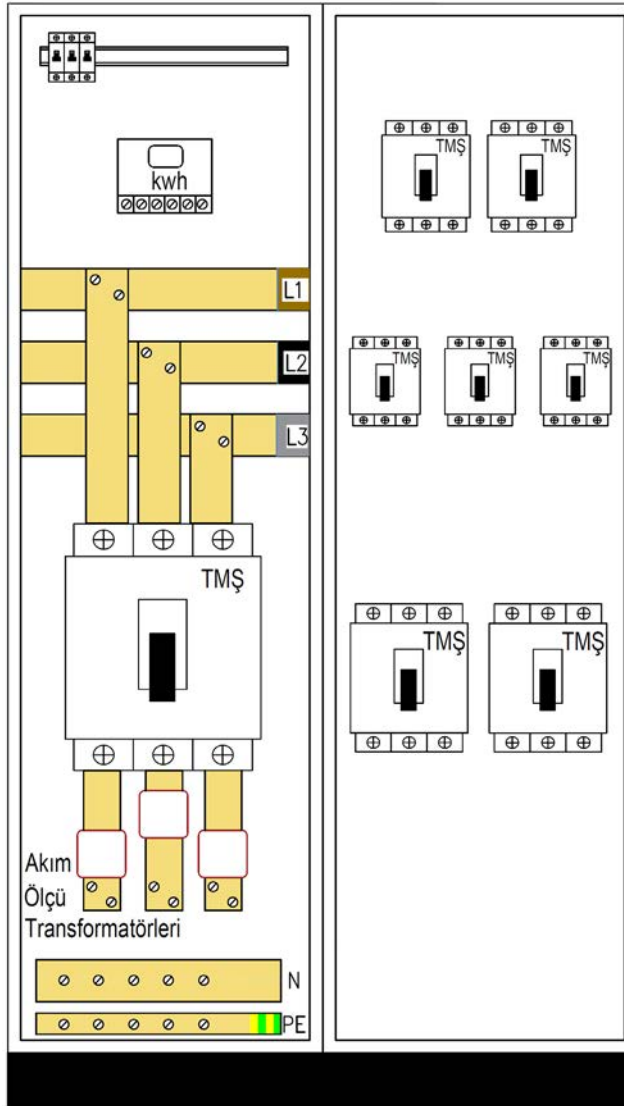 kwh
L1
L2
L3
TMŞ
Akım
Ölçü
Transformatörleri
N
PE
TMŞ
TMŞ
TMŞ
TMŞ
TMŞ
TMŞ
TMŞ